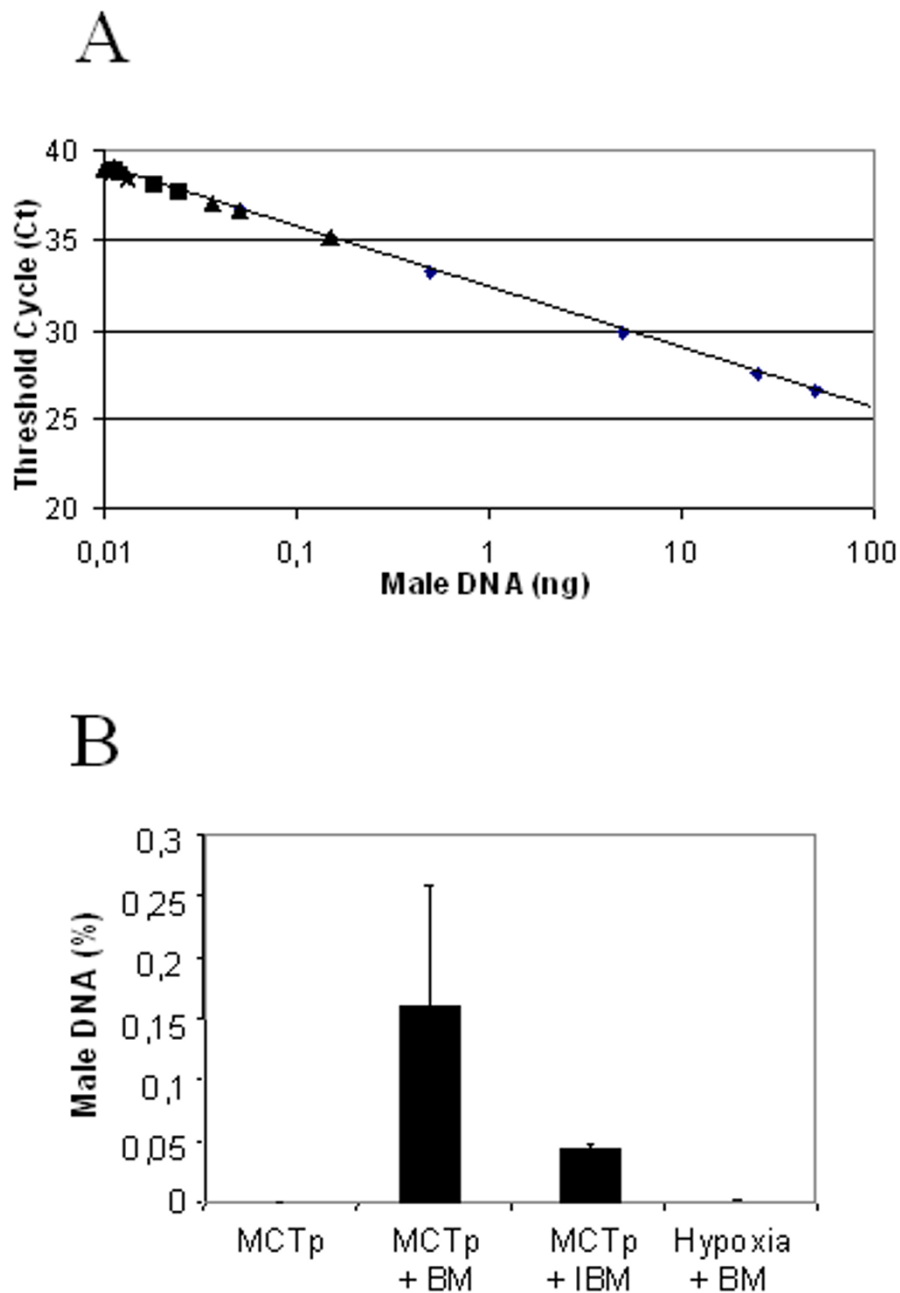 A
40
35
30
25
20
Threshold Cycle (Ct)
0,01 0,1 1 10 100
Male DNA (ng)
B
0,3
0,25
0,2
0,15
0,1
0,05
0
Male DNA (%)
MCTp MCTp MCTp Hypoxia
+ BM + IBM + BM